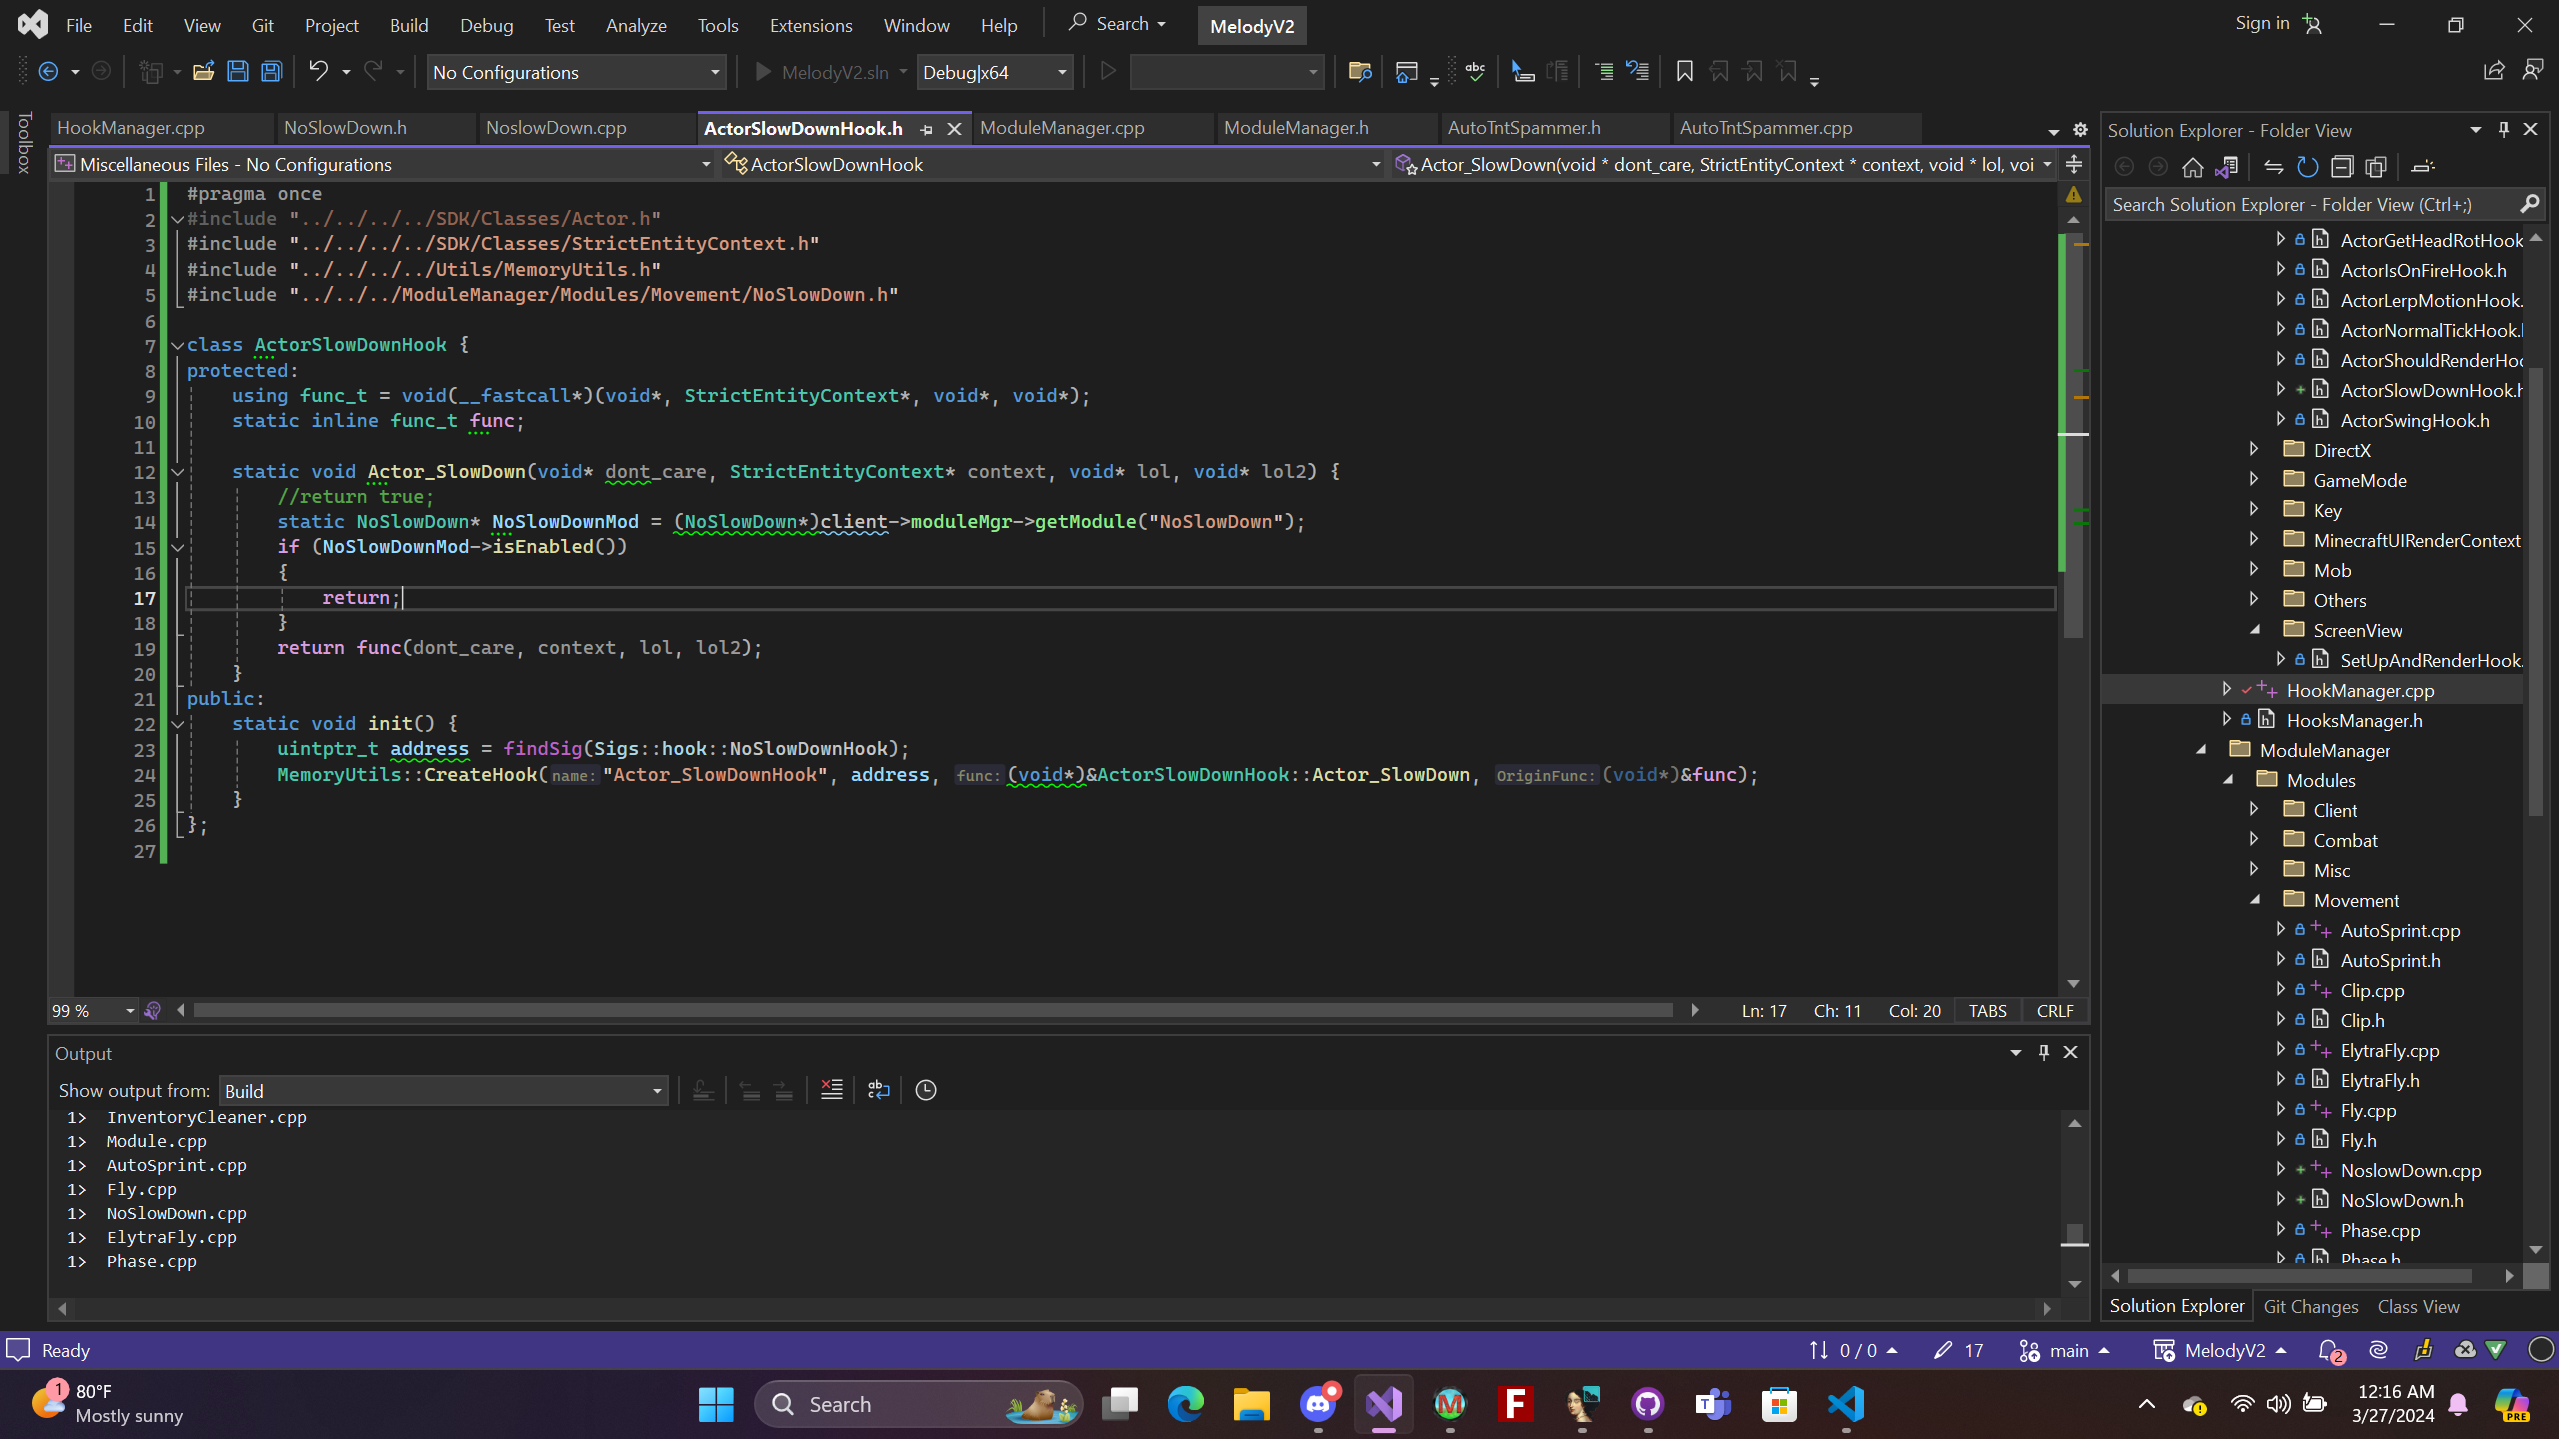 File Edit View Git Project Build Debug Test Analyze Tools Extensions Window Help Search MelodyV2 Sign in
No Configurations MelodyV2.sln Debug|x64
Toolbox
HookManager.cpp NoSlowDown.h NoslowDown.cpp ActorSlowDownHook.h ModuleManager.cpp ModuleManager.h AutoTntSpammer.h AutoTntSpammer.cpp
Miscellaneous Files - No Configurations ActorSlowDownHook Actor_SlowDown(void * dont_care, StrictEntityContext * context, void * lol, voi
1 #pragma once
2 #include "../../../../SDK/Classes/Actor.h"
3 #include "../../../../SDK/Classes/StrictEntityContext.h"
4 #include "../../../../Utils/MemoryUtils.h"
5 #include "../../../ModuleManager/Modules/Movement/NoSlowDown.h"
6
7 class ActorSlowDownHook {
8 protected:
9 using func_t = void(__fastcall*)(void*, StrictEntityContext*, void*, void*);
10 static inline func_t func;
11
12 static void Actor_SlowDown(void* dont_care, StrictEntityContext* context, void* lol, void* lol2) {
13 //return true;
14 static NoSlowDown* NoSlowDownMod = (NoSlowDown*)client->moduleMgr->getModule("NoSlowDown");
15 if (NoSlowDownMod->isEnabled())
16 {
17 return;
18 }
19 return func(dont_care, context, lol, lol2);
20 }
21 public:
22 static void init() {
23 uintptr_t address = findSig(Sigs::hook::NoSlowDownHook);
24 MemoryUtils::CreateHook(name: "Actor_SlowDownHook", address, func: (void*)&ActorSlowDownHook::Actor_SlowDown, OriginFunc: (void*)&func);
25 }
26 };
27
99 % Ln: 17 Ch: 11 Col: 20 TABS CRLF
Output
Show output from: Build
1> InventoryCleaner.cpp
1> Module.cpp
1> AutoSprint.cpp
1> Fly.cpp
1> NoSlowDown.cpp
1> ElytraFly.cpp
1> Phase.cpp
Solution Explorer - Folder View
Search Solution Explorer - Folder View (Ctrl+;)
ActorGetHeadRotHook
ActorIsOnFireHook.h
ActorLerpMotionHook.
ActorNormalTickHook.
ActorShouldRenderHo
ActorSlowDownHook.h
ActorSwingHook.h
DirectX
GameMode
Key
MinecraftUIRenderContext
Mob
Others
ScreenView
SetUpAndRenderHook.
HookManager.cpp
HooksManager.h
ModuleManager
Modules
Client
Combat
Misc
Movement
AutoSprint.cpp
AutoSprint.h
Clip.cpp
Clip.h
ElytraFly.cpp
ElytraFly.h
Fly.cpp
Fly.h
NoslowDown.cpp
NoSlowDown.h
Phase.cpp
Phase.h
Solution Explorer Git Changes Class View
Ready 0 / 0 17 main MelodyV2 2
1 80°F
Mostly sunny
Search
12:16 AM
3/27/2024
PRE